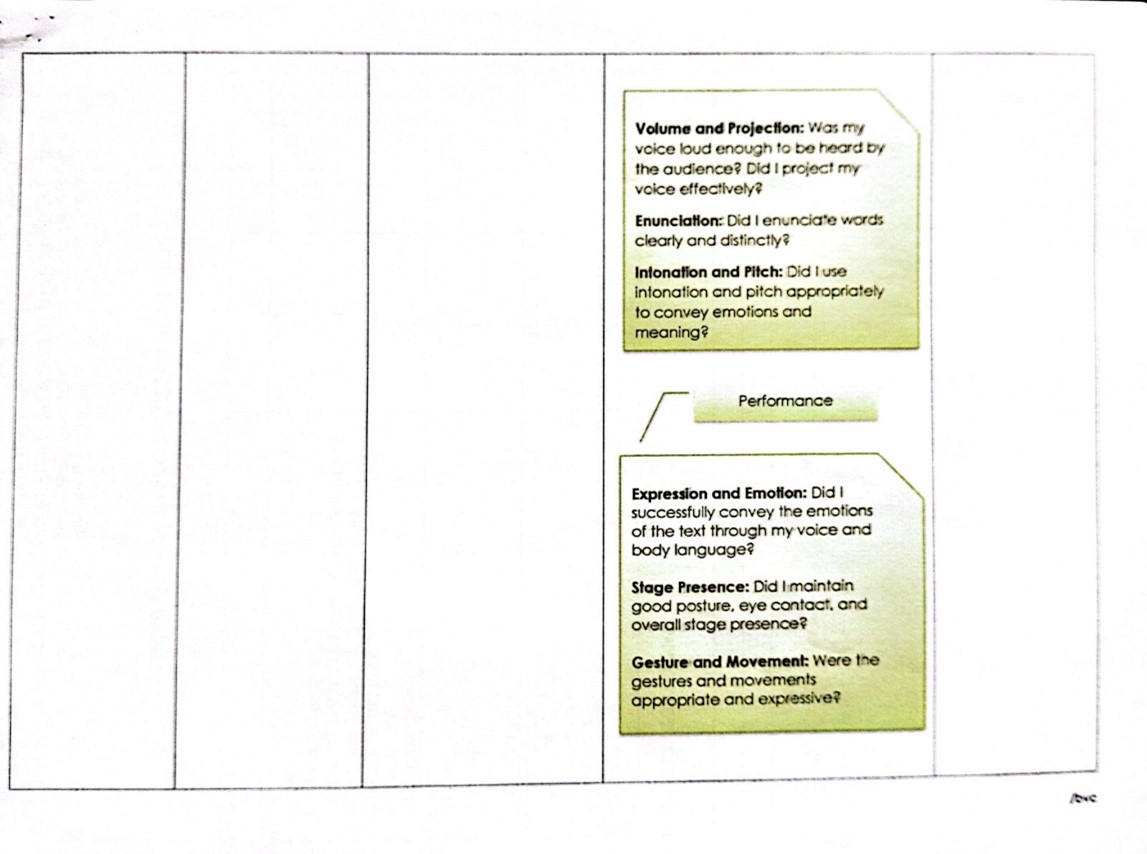 Volume and Projection: Was my
voice loud enough to be heard by
the audience? Did I project my
voice effectively?
Enunciation: Did I enunciate words
clearly and distinctly?
Intonation and Pitch: Did I use
intonation and pitch appropriately
to convey emotions and
meaning?
Performance
Expression and Emotion: Did I
successfully convey the emotions
of the text through my voice and
body language?
Stage Presence: Did I maintain
good posture, eye contact, and
overall stage presence?
Gesture and Movement: Were the
gestures and movements
appropriate and expressive?